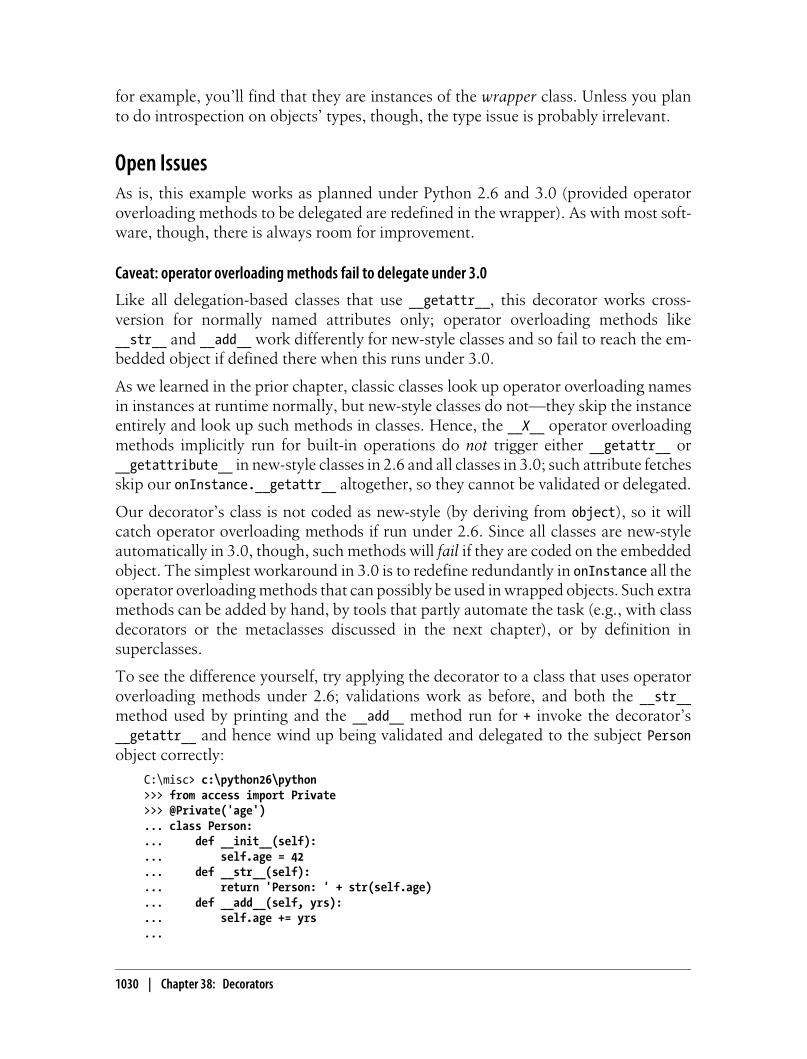 for example, you’ll find that they are instances of the wrapper class. Unless you plan
to do introspection on objects’ types, though, the type issue is probably irrelevant.
Open Issues
As is, this example works as planned under Python 2.6 and 3.0 (provided operator
overloading methods to be delegated are redefined in the wrapper). As with most soft-
ware, though, there is always room for improvement.
Caveat: operator overloading methods fail to delegate under 3.0
Like all delegation-based classes that use __getattr__, this decorator works cross-
version for normally named attributes only; operator overloading methods like
__str__ and __add__ work differently for new-style classes and so fail to reach the em-
bedded object if defined there when this runs under 3.0.
As we learned in the prior chapter, classic classes look up operator overloading names
in instances at runtime normally, but new-style classes do not—they skip the instance
entirely and look up such methods in classes. Hence, the __X__ operator overloading
methods implicitly run for built-in operations do not trigger either __getattr__ or
__getattribute__ in new-style classes in 2.6 and all classes in 3.0; such attribute fetches
skip our onInstance.__getattr__ altogether, so they cannot be validated or delegated.
Our decorator’s class is not coded as new-style (by deriving from object), so it will
catch operator overloading methods if run under 2.6. Since all classes are new-style
automatically in 3.0, though, such methods will fail if they are coded on the embedded
object. The simplest workaround in 3.0 is to redefine redundantly in onInstance all the
operator overloading methods that can possibly be used in wrapped objects. Such extra
methods can be added by hand, by tools that partly automate the task (e.g., with class
decorators or the metaclasses discussed in the next chapter), or by definition in
superclasses.
To see the difference yourself, try applying the decorator to a class that uses operator
overloading methods under 2.6; validations work as before, and both the __str__
method used by printing and the __add__ method run for + invoke the decorator’s
__getattr__ and hence wind up being validated and delegated to the subject Person
object correctly:
C:\misc> c:\python26\python
>>> from access import Private
>>> @Private('age')
... class Person:
...     def __init__(self):
...         self.age = 42
...     def __str__(self):
...         return 'Person: ' + str(self.age)
...     def __add__(self, yrs):
...         self.age += yrs
...
1030 | Chapter 38: Decorators